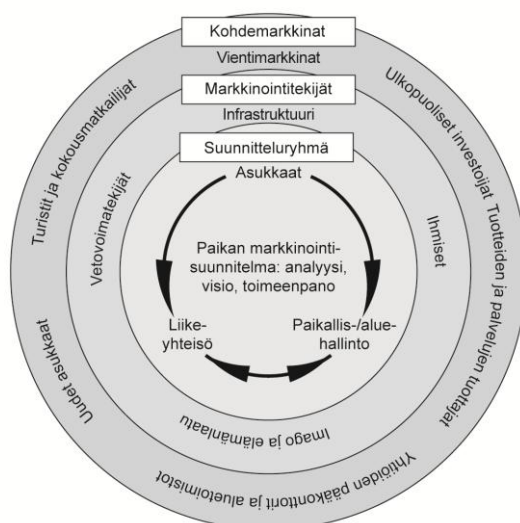 Kohdemarkkinat
Vientimarkkinat
Markkinointitekijät
Infrastruktuuri
Suunnitteluryhmä
Asukkaat
Paikan markkinointi-
suunnitelma: analyysi,
visio, toimeenpano
Liike-
yhteisö
Paikallis-/alue-
hallinto
Vetovoimatekijät
Ihmiset
Imago ja elämänlaatu
Turistit ja kokousmatkailijat
Ulkopuoliset investoijat
Tuotteiden ja palvelujen tuottajat
Uudet asukkaat
Yhtiöiden pääkonttorit ja aluetoimistot